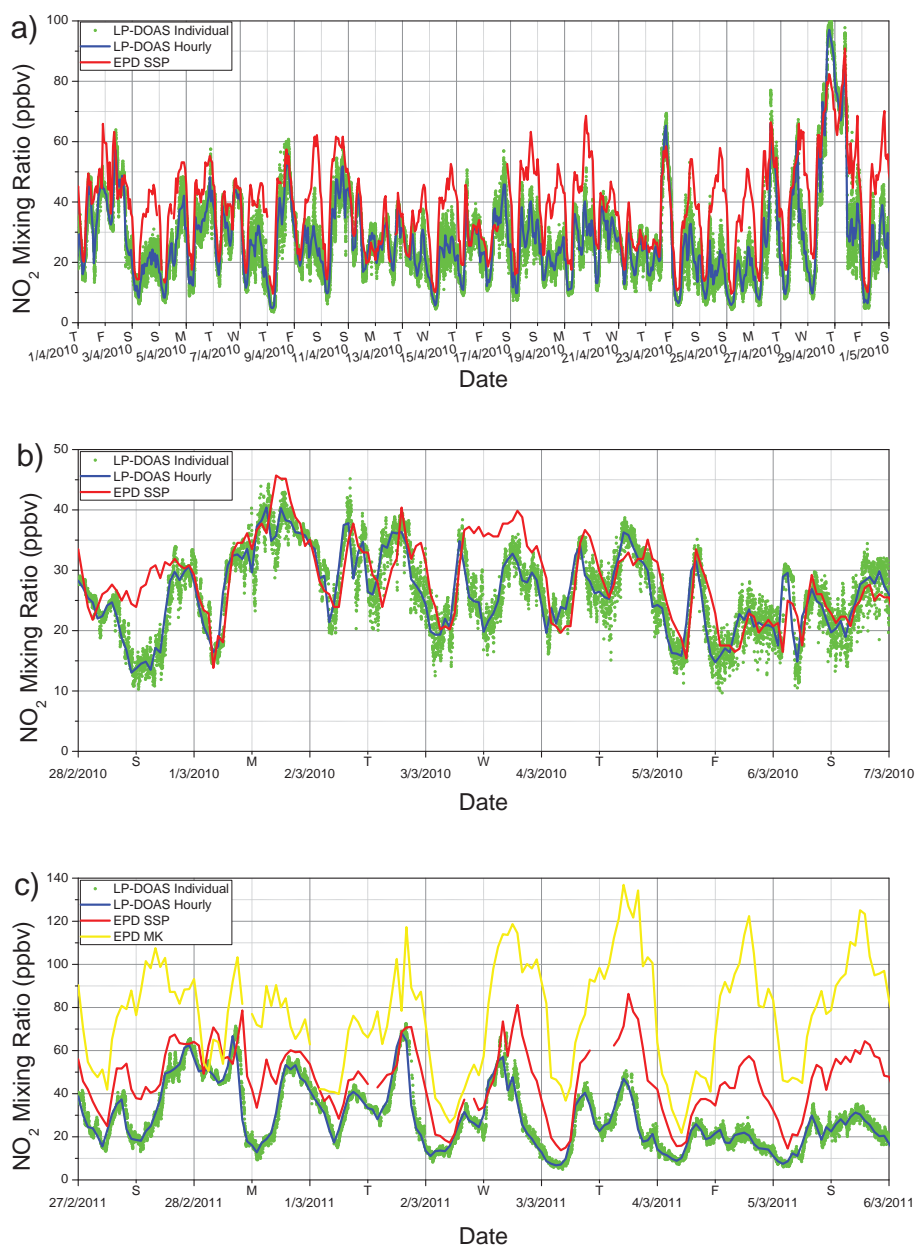 a)
LP-DOAS Individual
LP-DOAS Hourly
EPD SSP
NO2 Mixing Ratio (ppbv)
100
80
60
40
20
0
T F S S M T W T F S S M T W T F S S M T W T F S S M T W T F S
1/4/2010 3/4/2010 5/4/2010 7/4/2010 9/4/2010 11/4/2010 13/4/2010 15/4/2010 17/4/2010 19/4/2010 21/4/2010 23/4/2010 25/4/2010 27/4/2010 29/4/2010 1/5/2010
Date
b)
LP-DOAS Individual
LP-DOAS Hourly
EPD SSP
NO2 Mixing Ratio (ppbv)
50
40
30
20
10
0
S M T W T F S
28/2/2010 1/3/2010 2/3/2010 3/3/2010 4/3/2010 5/3/2010 6/3/2010 7/3/2010
Date
c)
LP-DOAS Individual
LP-DOAS Hourly
EPD SSP
EPD MK
NO2 Mixing Ratio (ppbv)
140
120
100
80
60
40
20
0
S M T W T F S
27/2/2011 28/2/2011 1/3/2011 2/3/2011 3/3/2011 4/3/2011 5/3/2011 6/3/2011
Date